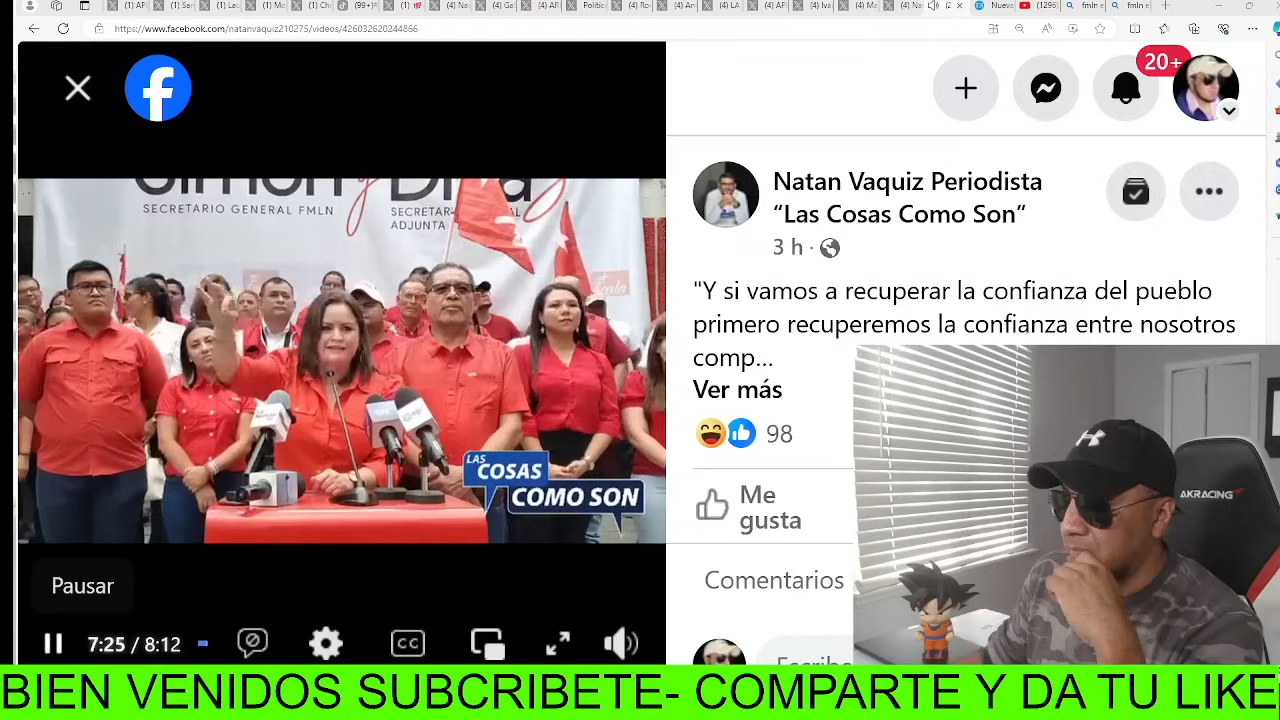 https://www.facebook.com/natanvaquiz210275/videos/426032620244866
20+
Simón y Dina
SECRETARIO GENERAL FMLN
ADJUNTA
LAS
COSAS
COMO SON
Pausar
7:25 / 8:12
CC
Natan Vaquiz Periodista
“Las Cosas Como Son”
3 h ·
"Y si vamos a recuperar la confianza del pueblo
primero recuperemos la confianza entre nosotros
comp...
Ver más
98
Me
gusta
Comentarios
AKRACING
BIEN VENIDOS SUBCRIBETE- COMPARTE Y DA TU LIKE